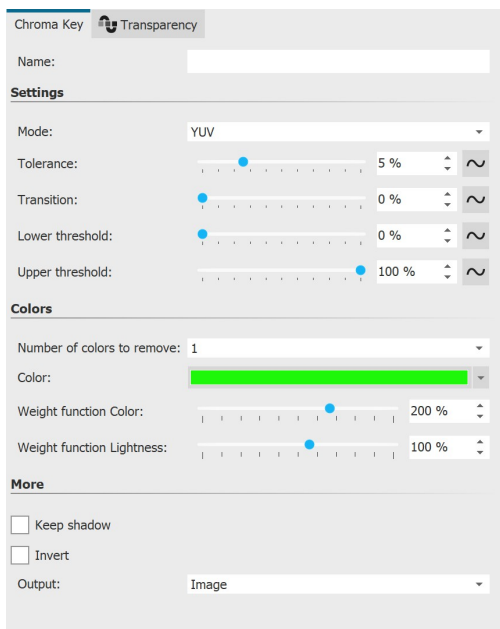 Chroma Key Transparency
Name:
Settings
Mode: YUV
Tolerance: 5 %
Transition: 0 %
Lower threshold: 0 %
Upper threshold: 100 %
Colors
Number of colors to remove: 1
Color:
Weight function Color: 200 %
Weight function Lightness: 100 %
More
Keep shadow
Invert
Output: Image